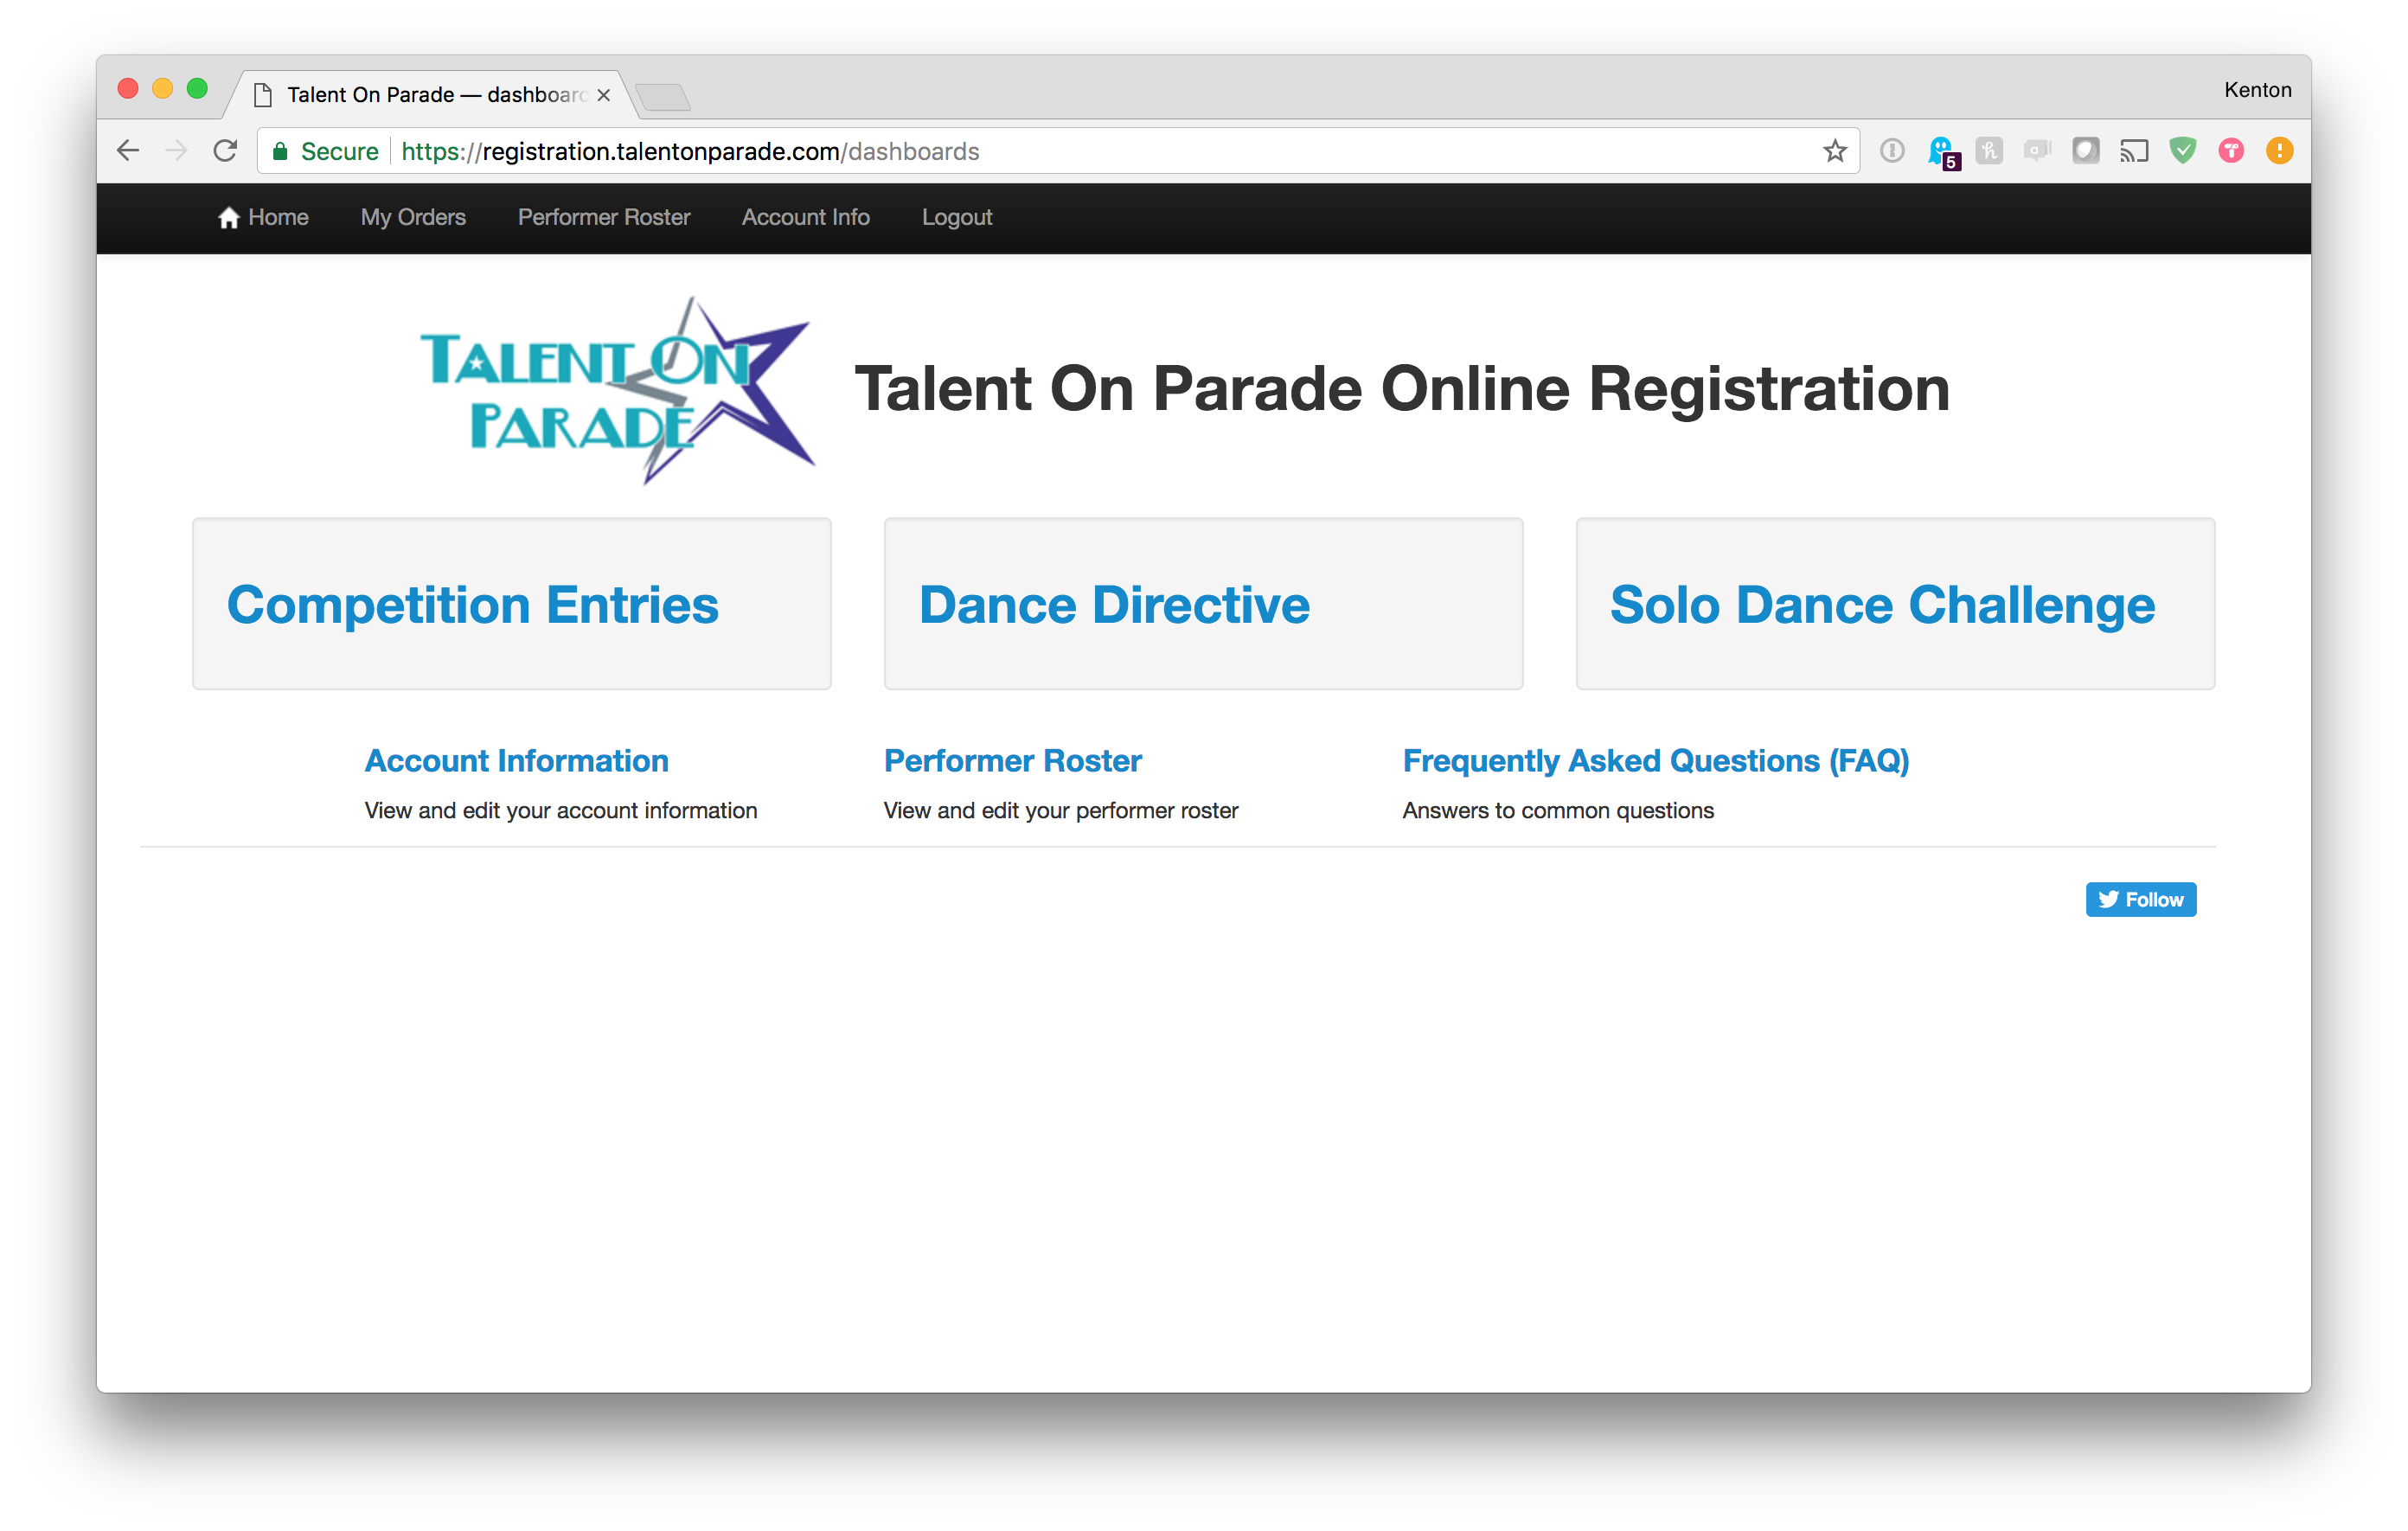 Talent On Parade — dashboard
Kenton
Secure https://registration.talentonparade.com/dashboards
5
Home My Orders Performer Roster Account Info Logout
TALENT ON
PARADE
Talent On Parade Online Registration
Competition Entries Dance Directive Solo Dance Challenge
Account Information Performer Roster Frequently Asked Questions (FAQ)
View and edit your account information View and edit your performer roster Answers to common questions
Follow